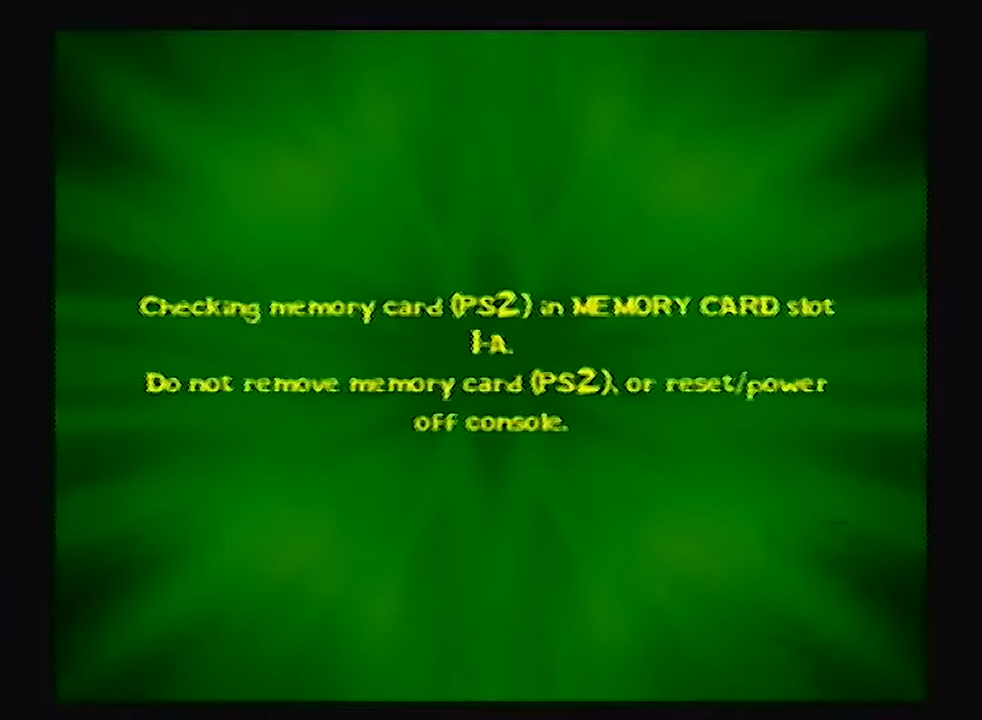 Checking memory card (PS2) in MEMORY CARD slot
1-A.
Do not remove memory card (PS2), or reset/power
off console.